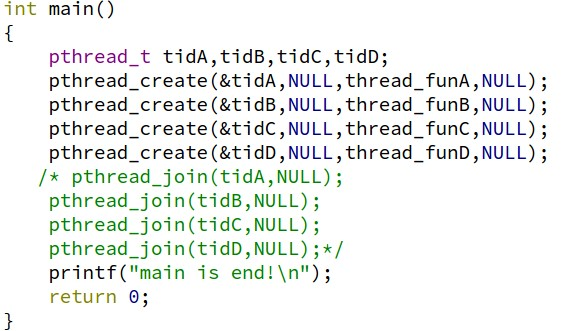 int main()
{
    pthread_t tidA,tidB,tidC,tidD;
    pthread_create(&tidA,NULL,thread_funA,NULL);
    pthread_create(&tidB,NULL,thread_funB,NULL);
    pthread_create(&tidC,NULL,thread_funC,NULL);
    pthread_create(&tidD,NULL,thread_funD,NULL);
   /* pthread_join(tidA,NULL);
    pthread_join(tidB,NULL);
    pthread_join(tidC,NULL);
    pthread_join(tidD,NULL);*/
    printf("main is end!\n");
    return 0;
}